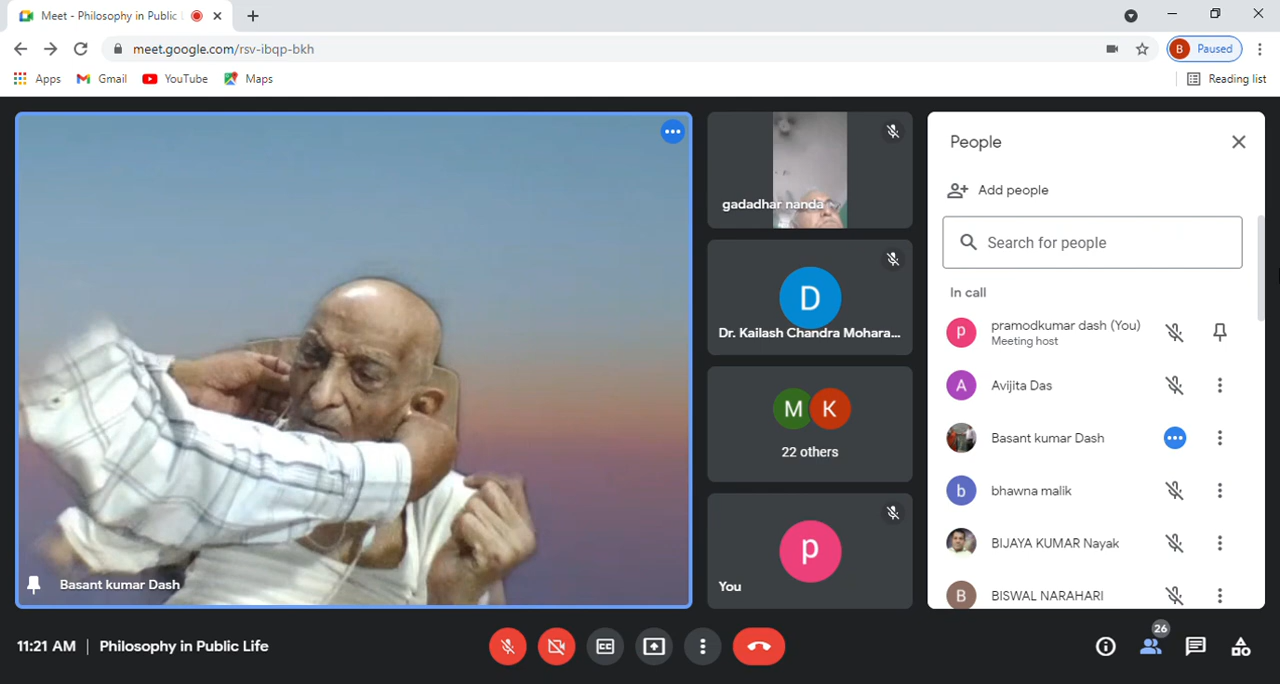 Meet - Philosophy in Public
meet.google.com/rsv-ibqp-bkh
B Paused
Apps Gmail YouTube Maps
Reading list
Basant kumar Dash
gadadhar nanda
D
Dr. Kailash Chandra Mohara...
M K
22 others
p
You
People
Add people
Search for people
In call
p pramodkumar dash (You)
Meeting host
A Avijita Das
Basant kumar Dash
b bhawna malik
BIJAYA KUMAR Nayak
B BISWAL NARAHARI
11:21 AM | Philosophy in Public Life
CC
26